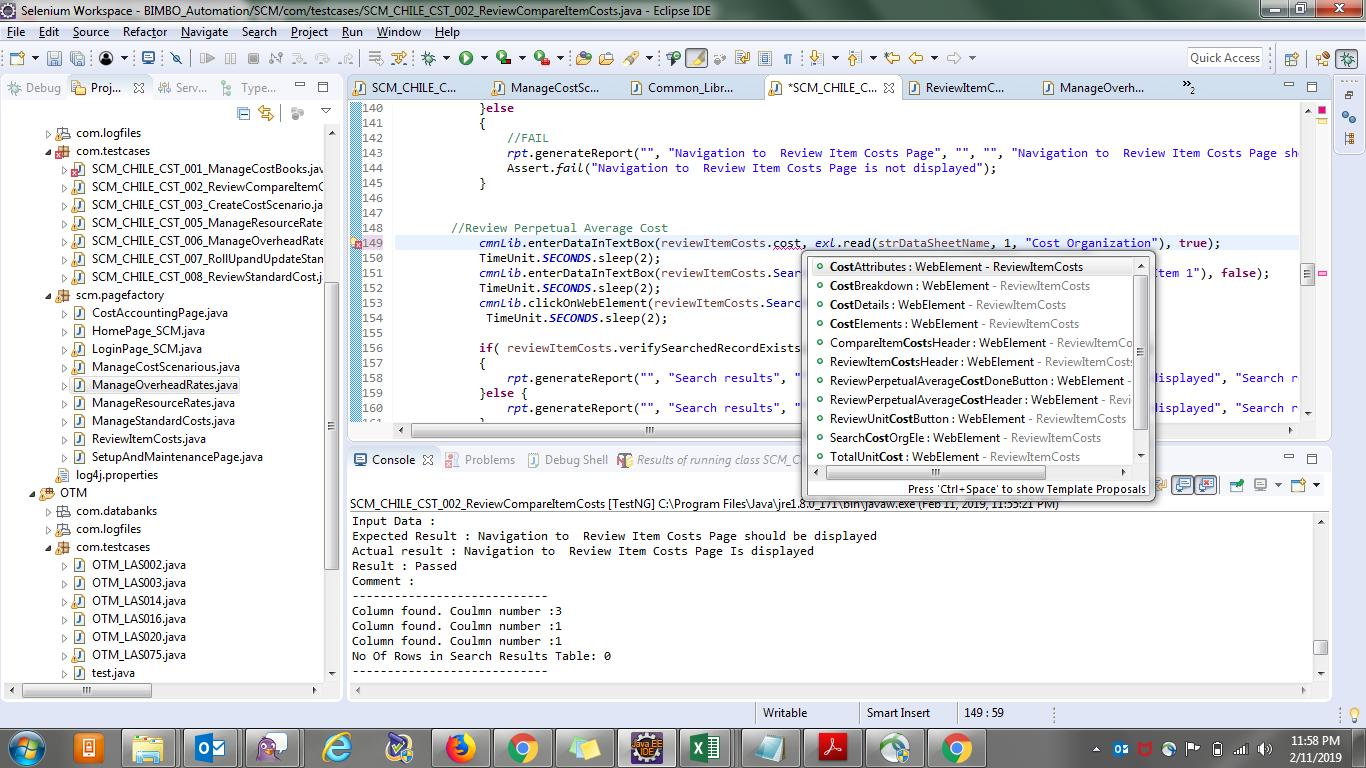 Selenium Workspace - BIMBO_Automation/SCM/com/testcases/SCM_CHILE_CST_002_ReviewCompareItemCosts.java - Eclipse IDE
File Edit Source Refactor Navigate Search Project Run Window Help
Quick Access
Debug Proj... Serv... Type...
SCM_CHILE_C... ManageCostSc... Common_Libr... *SCM_CHILE_C... ReviewItemC... ManageOverh... »2
com.logfiles
com.testcases
SCM_CHILE_CST_001_ManageCostBooks.jav
SCM_CHILE_CST_002_ReviewCompareItemC
SCM_CHILE_CST_003_CreateCostScenario.ja
SCM_CHILE_CST_005_ManageResourceRate
SCM_CHILE_CST_006_ManageOverheadRate
SCM_CHILE_CST_007_RollUpandUpdateStan
SCM_CHILE_CST_008_ReviewStandardCost.j
scm.pagefactory
CostAccountingPage.java
HomePage_SCM.java
LoginPage_SCM.java
ManageCostScenarious.java
ManageOverheadRates.java
ManageResourceRates.java
ManageStandardCosts.java
ReviewItemCosts.java
SetupAndMaintenancePage.java
log4j.properties
OTM
com.databanks
com.logfiles
com.testcases
OTM_LAS002.java
OTM_LAS003.java
OTM_LAS014.java
OTM_LAS016.java
OTM_LAS020.java
OTM_LAS075.java
test.java
140 }else
141 {
142 //FAIL
143 rpt.generateReport("", "Navigation to  Review Item Costs Page", "", "", "Navigation to  Review Item Costs Page sh
144 Assert.fail("Navigation to  Review Item Costs Page is not displayed");
145 }
146
147
148 //Review Perpetual Average Cost
149 cmnLib.enterDataInTextBox(reviewItemCosts.cost, exl.read(strDataSheetName, 1, "Cost Organization"), true);
150 TimeUnit.SECONDS.sleep(2);
151 cmnLib.enterDataInTextBox(reviewItemCosts.Sear tem 1"), false);
152 TimeUnit.SECONDS.sleep(2);
153 cmnLib.clickOnWebElement(reviewItemCosts.Searc
154 TimeUnit.SECONDS.sleep(2);
156 if( reviewItemCosts.verifySearchedRecordExists
157 {
158 rpt.generateReport("", "Search results", " isplayed", "Search r
159 }else {
160 rpt.generateReport("", "Search results", " isplayed", "Search r
CostAttributes : WebElement - ReviewItemCosts
CostBreakdown : WebElement - ReviewItemCosts
CostDetails : WebElement - ReviewItemCosts
CostElements : WebElement - ReviewItemCosts
CompareItemCostsHeader : WebElement - ReviewItemCo
ReviewItemCostsHeader : WebElement - ReviewItemCosts
ReviewPerpetualAverageCostDoneButton : WebElement -
ReviewPerpetualAverageCostHeader : WebElement - Revi
ReviewUnitCostButton : WebElement - ReviewItemCosts
SearchCostOrgEle : WebElement - ReviewItemCosts
TotalUnitCost : WebElement - ReviewItemCosts
Press 'Ctrl+Space' to show Template Proposals
Console Problems Debug Shell Results of running class SCM_C
SCM_CHILE_CST_002_ReviewCompareItemCosts [TestNG] C:\Program Files\Java\jre1.8.0_171\bin\javaw.exe (Feb 11, 2019, 11:55:21 PM)
Input Data :
Expected Result : Navigation to  Review Item Costs Page should be displayed
Actual result : Navigation to  Review Item Costs Page Is displayed
Result : Passed
Comment :
----------------------------
Column found. Coulmn number :3
Column found. Coulmn number :1
Column found. Coulmn number :1
No Of Rows in Search Results Table: 0
----------------------------
Writable Smart Insert 149 : 59
Java EE IDE
11:58 PM
2/11/2019